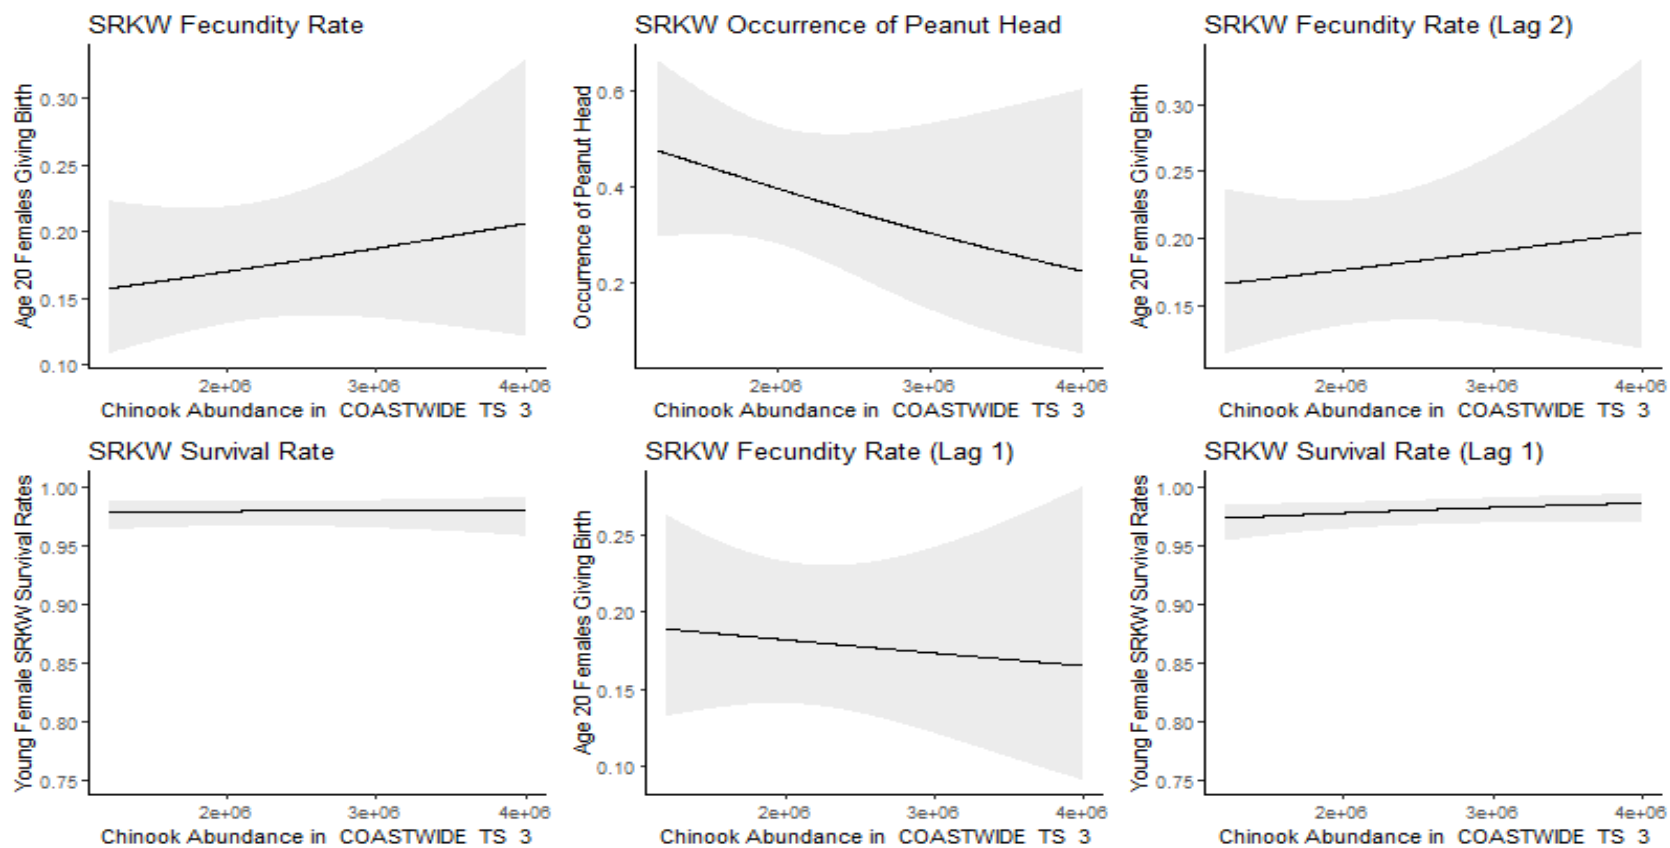 SRKW Fecundity Rate
Age 20 Females Giving Birth
0.30
0.25
0.20
0.15
0.10
2e+06 3e+06 4e+06
Chinook Abundance in COASTWIDE TS 3
SRKW Occurrence of Peanut Head
Occurrence of Peanut Head
0.6
0.4
0.2
2e+06 3e+06 4e+06
Chinook Abundance in COASTWIDE TS 3
SRKW Fecundity Rate (Lag 2)
Age 20 Females Giving Birth
0.30
0.25
0.20
0.15
2e+06 3e+06 4e+06
Chinook Abundance in COASTWIDE TS 3
SRKW Survival Rate
Young Female SRKW Survival Rates
1.00
0.95
0.90
0.85
0.80
0.75
2e+06 3e+06 4e+06
Chinook Abundance in COASTWIDE TS 3
SRKW Fecundity Rate (Lag 1)
Age 20 Females Giving Birth
0.25
0.20
0.15
0.10
2e+06 3e+06 4e+06
Chinook Abundance in COASTWIDE TS 3
SRKW Survival Rate (Lag 1)
Young Female SRKW Survival Rates
1.00
0.95
0.90
0.85
0.80
0.75
2e+06 3e+06 4e+06
Chinook Abundance in COASTWIDE TS 3